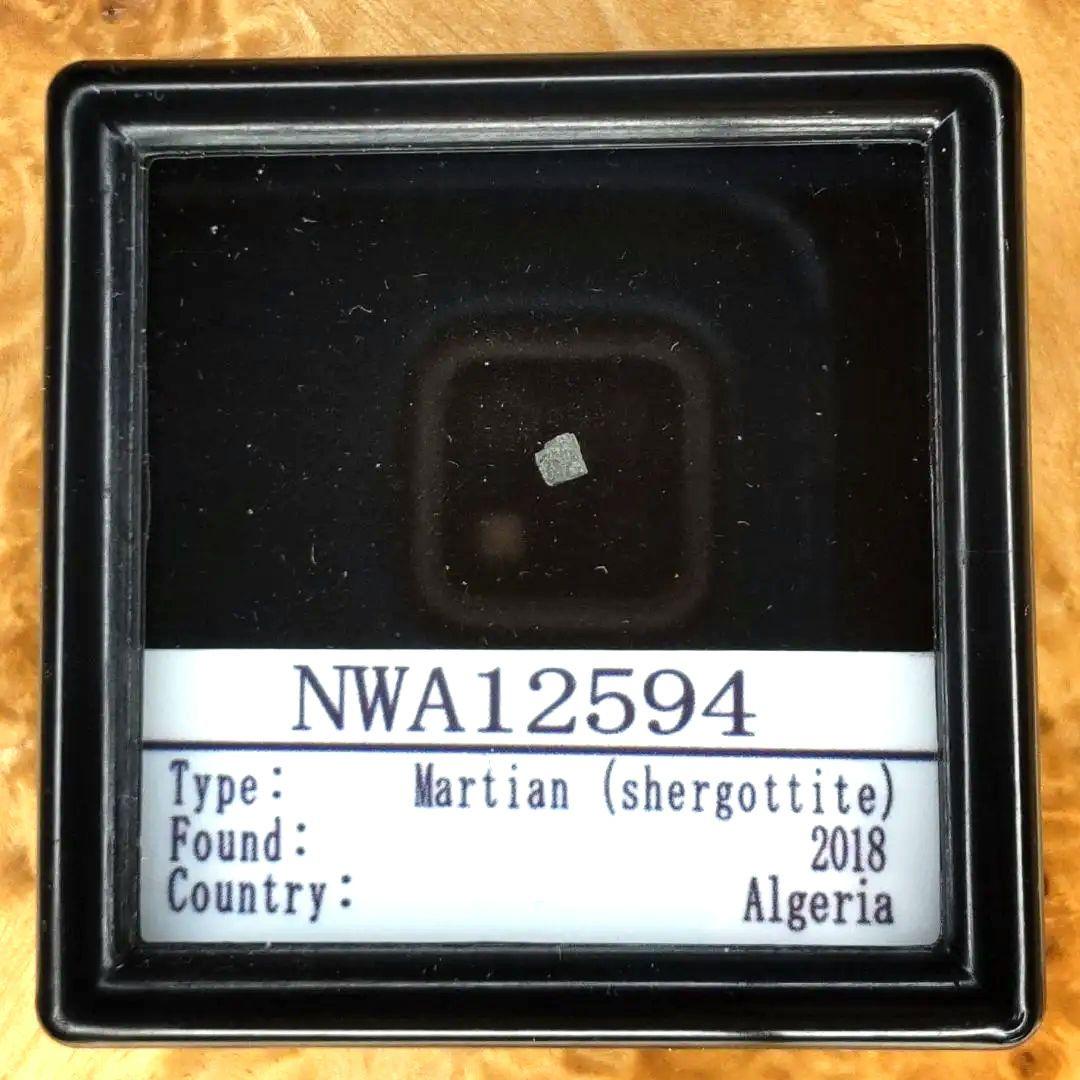 NWA12594
Type: Martian (shergottite)
Found: 2018
Country: Algeria